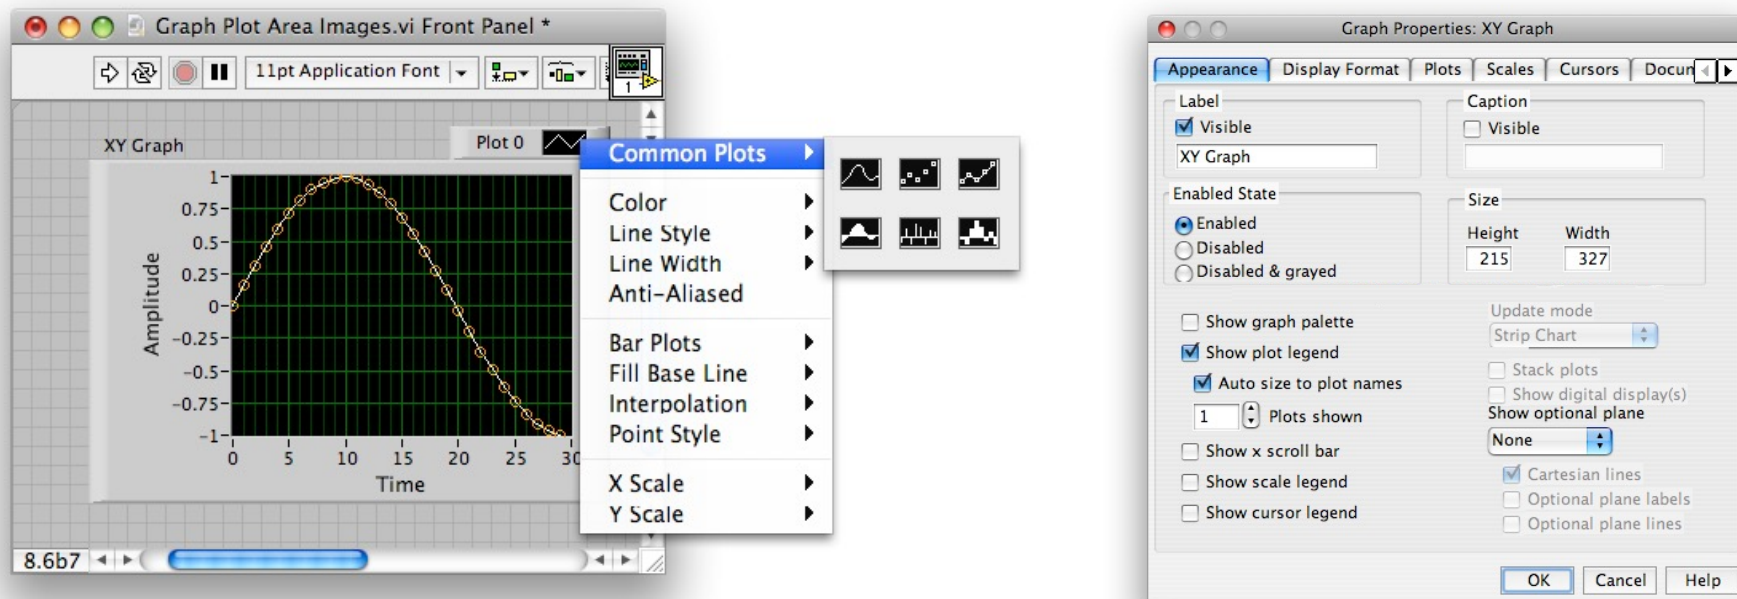 Graph Plot Area Images.vi Front Panel *
11pt Application Font
1
XY Graph
Plot 0
1
0.75
0.5
0.25
0
-0.25
-0.5
-0.75
-1
Amplitude
0 5 10 15 20 25 30
Time
8.6b7
Common Plots
Color
Line Style
Line Width
Anti-Aliased
Bar Plots
Fill Base Line
Interpolation
Point Style
X Scale
Y Scale
Graph Properties: XY Graph
Appearance Display Format Plots Scales Cursors Docun
Label
Visible
XY Graph
Caption
Visible
Enabled State
Enabled
Disabled
Disabled & grayed
Size
Height Width
215 327
Show graph palette
Show plot legend
Auto size to plot names
1 Plots shown
Show x scroll bar
Show scale legend
Show cursor legend
Update mode
Strip Chart
Stack plots
Show digital display(s)
Show optional plane
None
Cartesian lines
Optional plane labels
Optional plane lines
OK Cancel Help